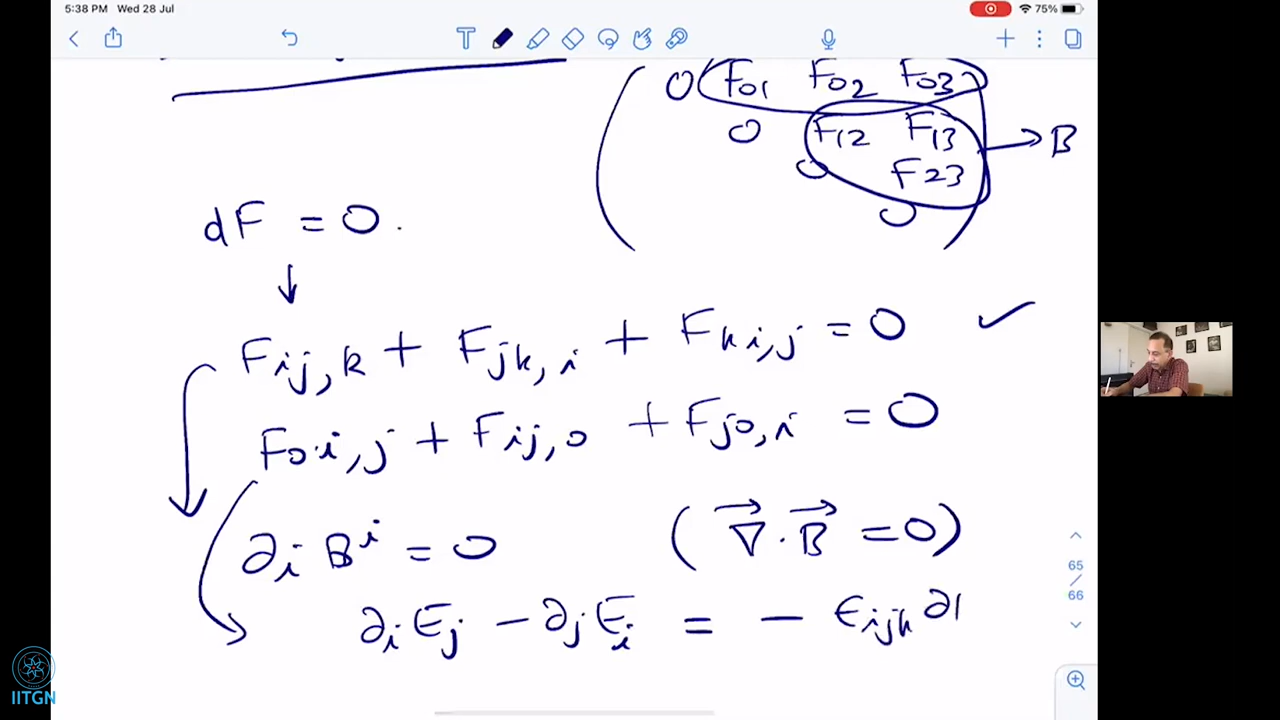 5:38 PM Wed 28 Jul
75%
0 F01 F02 F03
0 F12 F13 → B
0 F23
0
dF = 0.
↓
Fij,k + Fjk,i + Fki,j = 0 ✓
F0i,j + Fij,0 + Fj0,i = 0
∂i B^i = 0 (∇⃗ · B⃗ = 0)
∂i Ej − ∂j Ei = − ϵijk ∂
65
/
66
IITGN